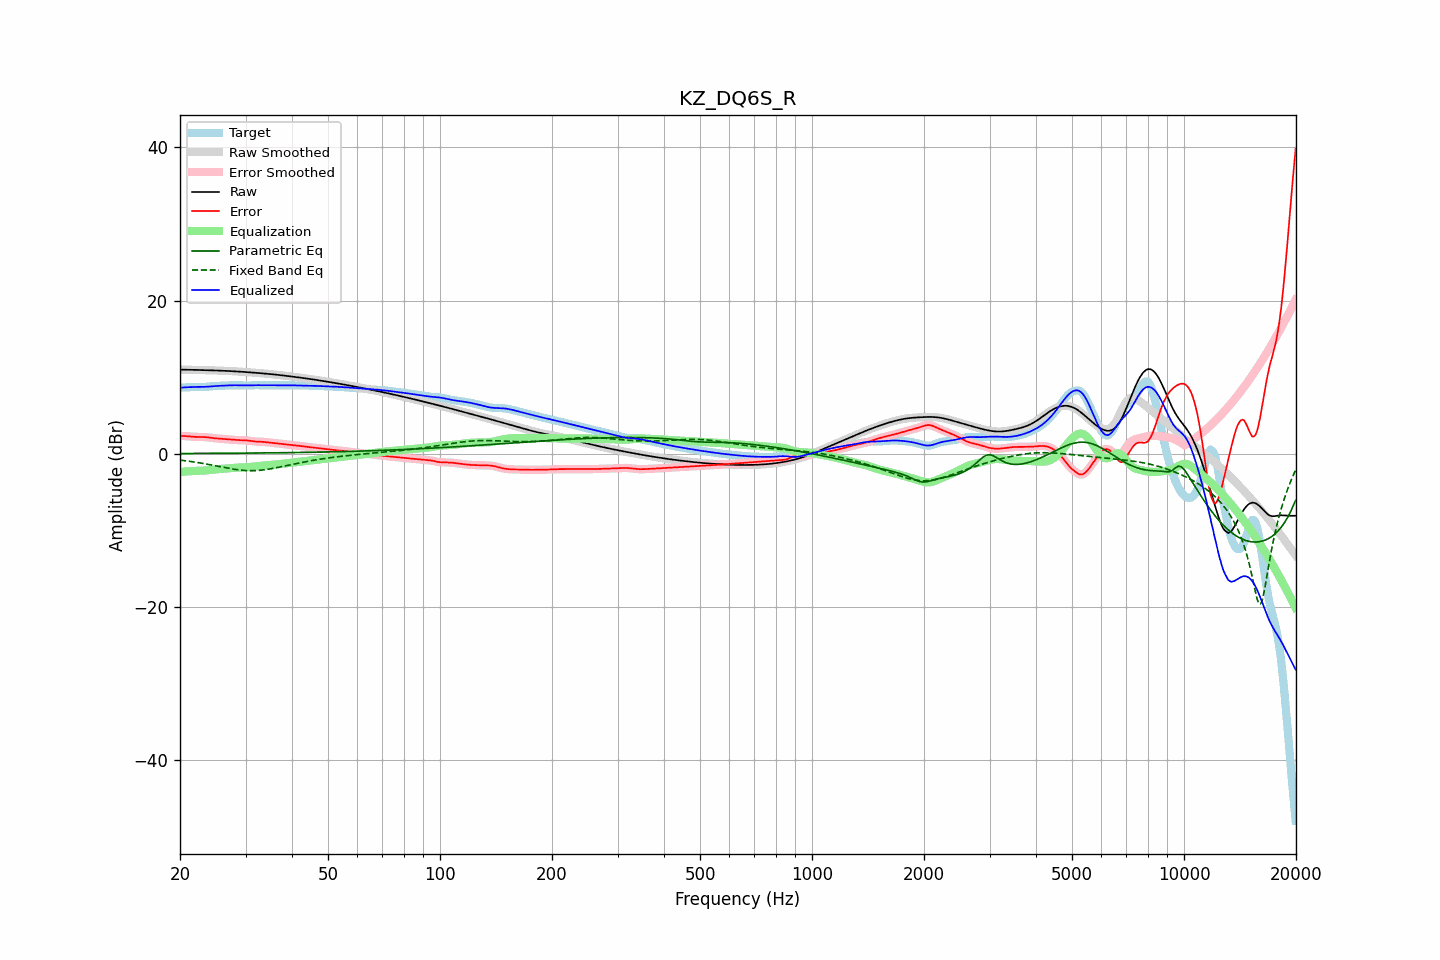 KZ_DQ6S_R
Target
Raw Smoothed
Error Smoothed
Raw
Error
Equalization
Parametric Eq
Fixed Band Eq
Equalized
40
20
0
−20
−40
Amplitude (dBr)
20
50
100
200
500
1000
2000
5000
10000
20000
Frequency (Hz)